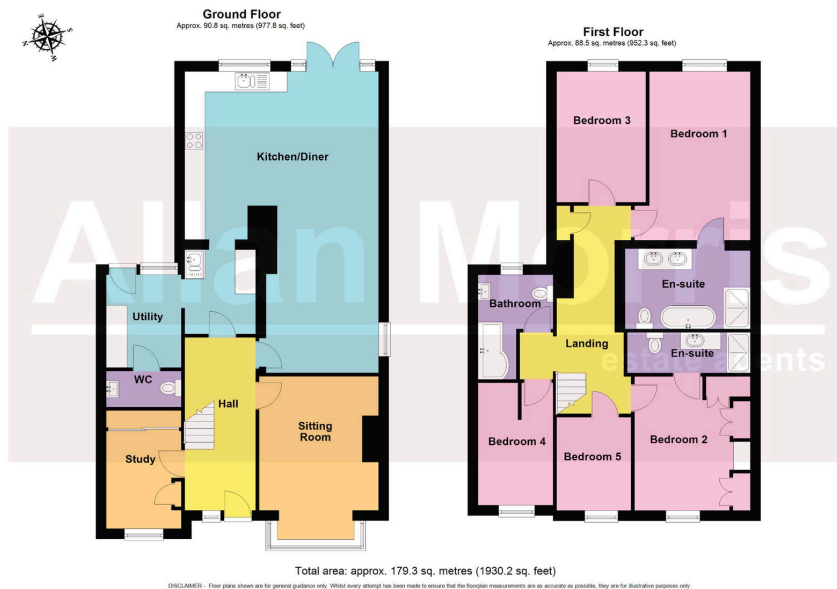 Ground Floor
Approx. 90.8 sq. metres (977.8 sq. feet)
First Floor
Approx. 88.5 sq. metres (952.3 sq. feet)
N
E
S
W
Kitchen/Diner
Utility
WC
Hall
Study
Sitting
Room
Bedroom 3
Bedroom 1
En-suite
Bathroom
Landing
En-suite
Bedroom 4
Bedroom 5
Bedroom 2
Allan Morris
estate agents
Total area: approx. 179.3 sq. metres (1930.2 sq. feet)
DISCLAIMER - Floor plans shown are for general guidance only. Whilst every attempt has been made to ensure that the floorplan measurements are as accurate as possible, they are for illustrative purposes only.